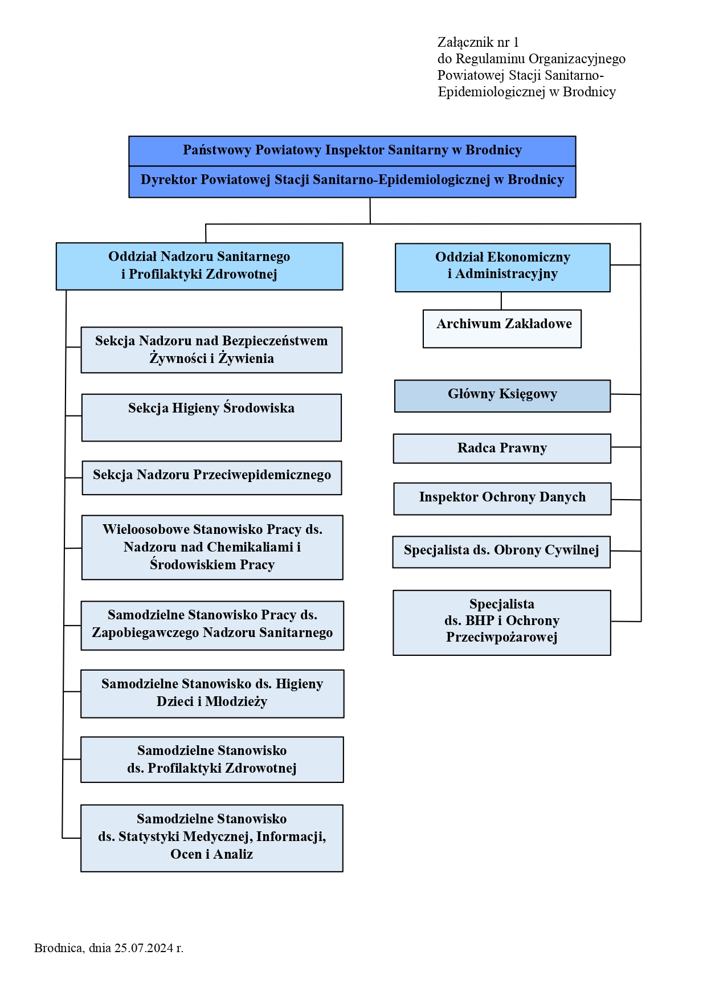 Załącznik nr 1
do Regulaminu Organizacyjnego
Powiatowej Stacji Sanitarno-
Epidemiologicznej w Brodnicy
Państwowy Powiatowy Inspektor Sanitarny w Brodnicy
Dyrektor Powiatowej Stacji Sanitarno-Epidemiologicznej w Brodnicy
Oddział Nadzoru Sanitarnego
i Profilaktyki Zdrowotnej
Sekcja Nadzoru nad Bezpieczeństwem
Żywności i Żywienia
Sekcja Higieny Środowiska
Sekcja Nadzoru Przeciwepidemicznego
Wieloosobowe Stanowisko Pracy ds.
Nadzoru nad Chemikaliami i
Środowiskiem Pracy
Samodzielne Stanowisko Pracy ds.
Zapobiegawczego Nadzoru Sanitarnego
Samodzielne Stanowisko ds. Higieny
Dzieci i Młodzieży
Samodzielne Stanowisko
ds. Profilaktyki Zdrowotnej
Samodzielne Stanowisko
ds. Statystyki Medycznej, Informacji,
Ocen i Analiz
Oddział Ekonomiczny
i Administracyjny
Archiwum Zakładowe
Główny Księgowy
Radca Prawny
Inspektor Ochrony Danych
Specjalista ds. Obrony Cywilnej
Specjalista
ds. BHP i Ochrony
Przeciwpożarowej
Brodnica, dnia 25.07.2024 r.